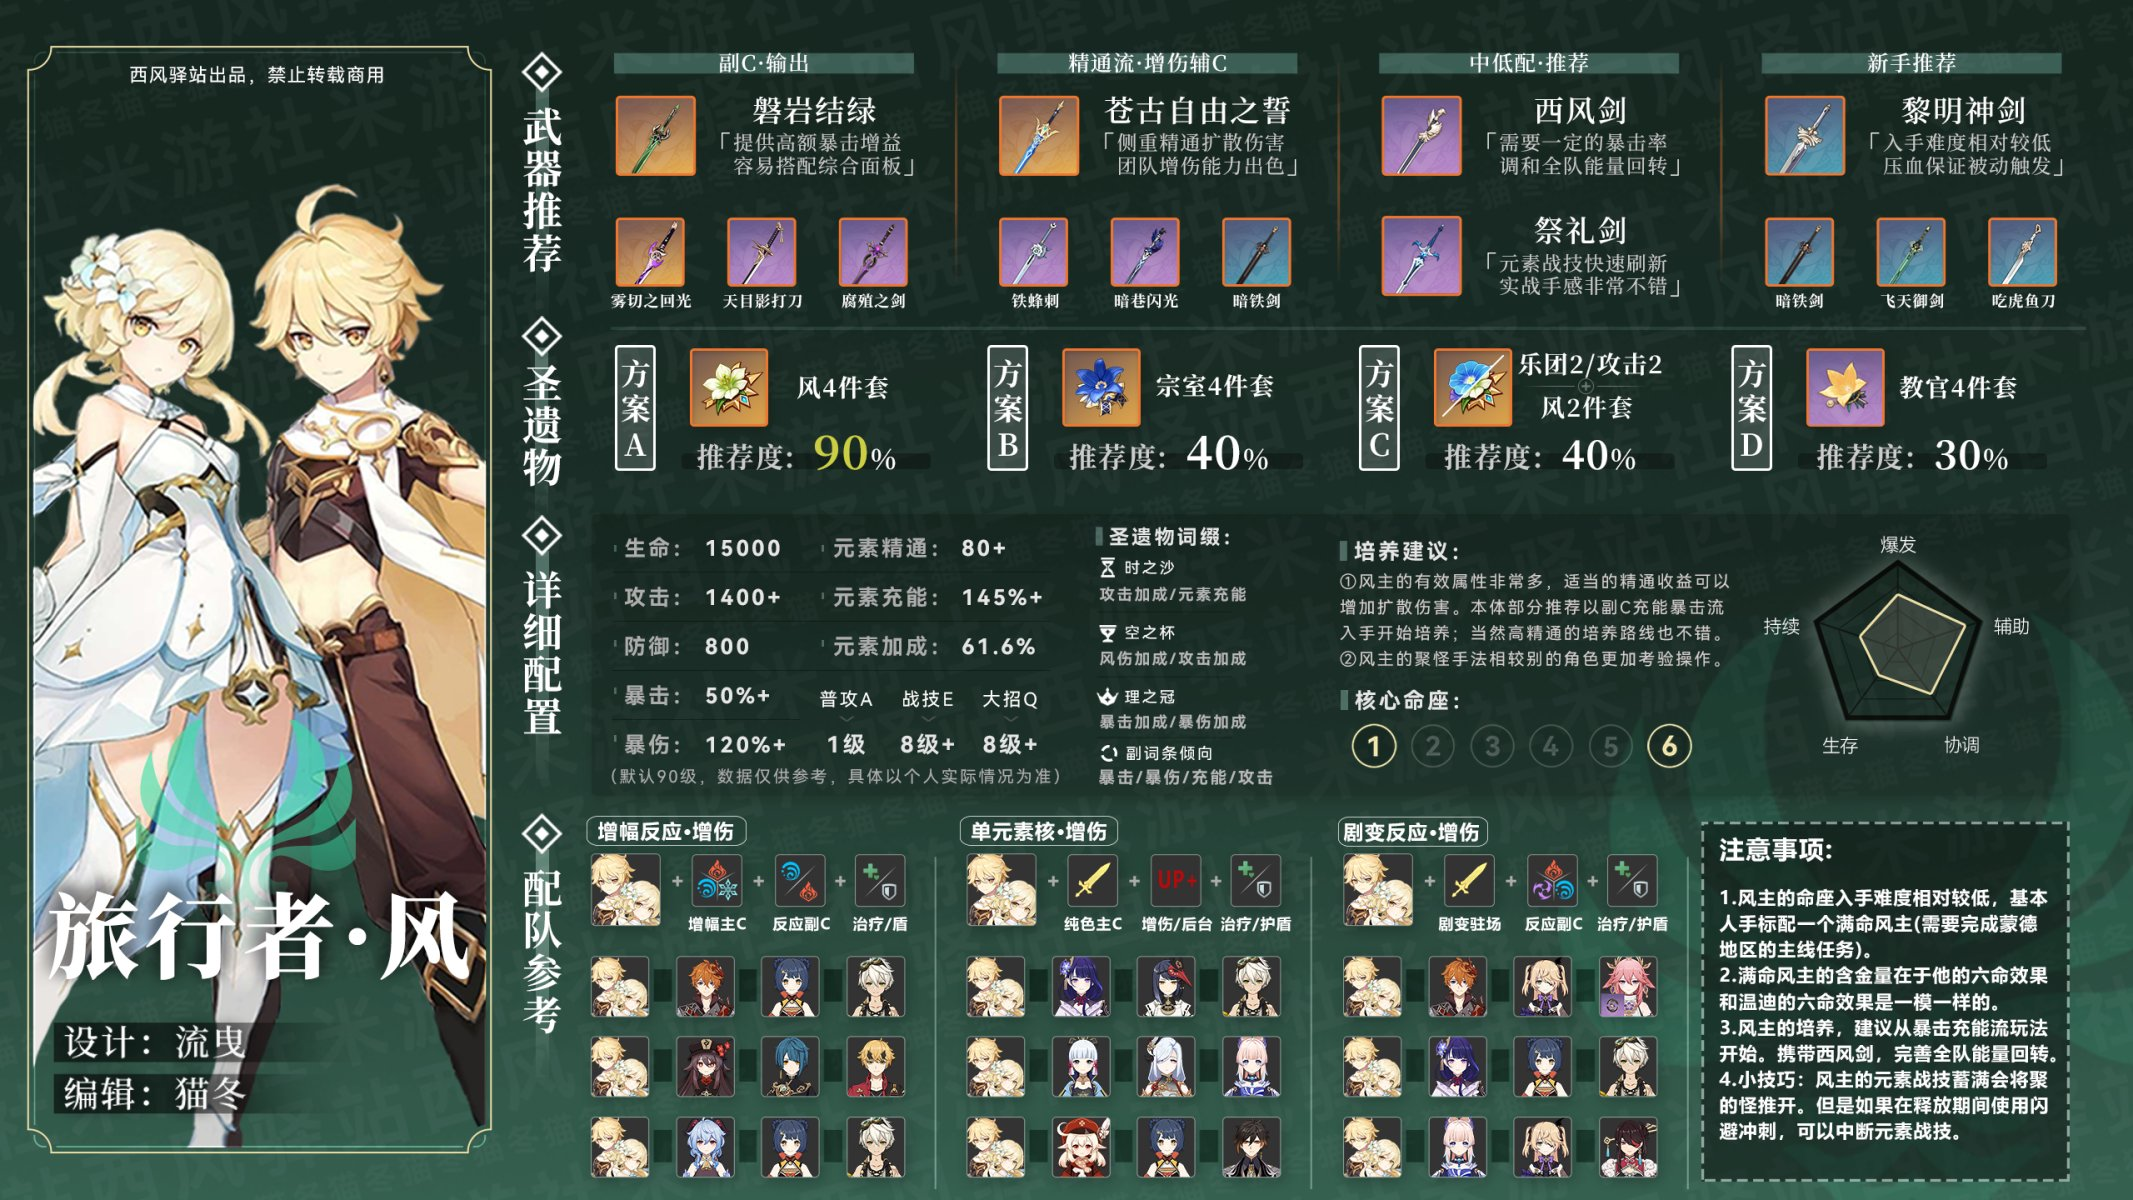 西风驿站出品，禁止转载商用
旅行者·风
设计：流曳
编辑：猫冬
武器推荐
副C·输出
磐岩结绿
「提供高额暴击增益
容易搭配综合面板」
雾切之回光
天目影打刀
腐殖之剑
精通流·增伤辅C
苍古自由之誓
「侧重精通扩散伤害
团队增伤能力出色」
铁蜂刺
暗巷闪光
暗铁剑
中低配·推荐
西风剑
「需要一定的暴击率
调和全队能量回转」
祭礼剑
「元素战技快速刷新
实战手感非常不错」
新手推荐
黎明神剑
「入手难度相对较低
压血保证被动触发」
暗铁剑
飞天御剑
吃虎鱼刀
圣遗物
方案A
风4件套
推荐度：90%
方案B
宗室4件套
推荐度：40%
方案C
乐团2/攻击2
风2件套
推荐度：40%
方案D
教官4件套
推荐度：30%
详细配置
生命：15000
元素精通：80+
攻击：1400+
元素充能：145%+
防御：800
元素加成：61.6%
暴击：50%+
普攻A 战技E 大招Q
暴伤：120%+
1级 8级+ 8级+
（默认90级，数据仅供参考，具体以个人实际情况为准）
圣遗物词缀：
时之沙
攻击加成/元素充能
空之杯
风伤加成/攻击加成
理之冠
暴击加成/暴伤加成
副词条倾向
暴击/暴伤/充能/攻击
培养建议：
①风主的有效属性非常多，适当的精通收益可以
增加扩散伤害。本体部分推荐以副C充能暴击流
入手开始培养；当然高精通的培养路线也不错。
②风主的聚怪手法相较别的角色更加考验操作。
核心命座：
1 2 3 4 5 6
爆发
辅助
协调
生存
持续
配队参考
增幅反应·增伤
增幅主C
反应副C
治疗/盾
单元素核·增伤
UP+
纯色主C
增伤/后台
治疗/护盾
剧变反应·增伤
剧变驻场
反应副C
治疗/护盾
注意事项:
1.风主的命座入手难度相对较低，基本
人手标配一个满命风主(需要完成蒙德
地区的主线任务)。
2.满命风主的含金量在于他的六命效果
和温迪的六命效果是一模一样的。
3.风主的培养，建议从暴击充能流玩法
开始。携带西风剑，完善全队能量回转。
4.小技巧：风主的元素战技蓄满会将聚
的怪推开。但是如果在释放期间使用闪
避冲刺，可以中断元素战技。